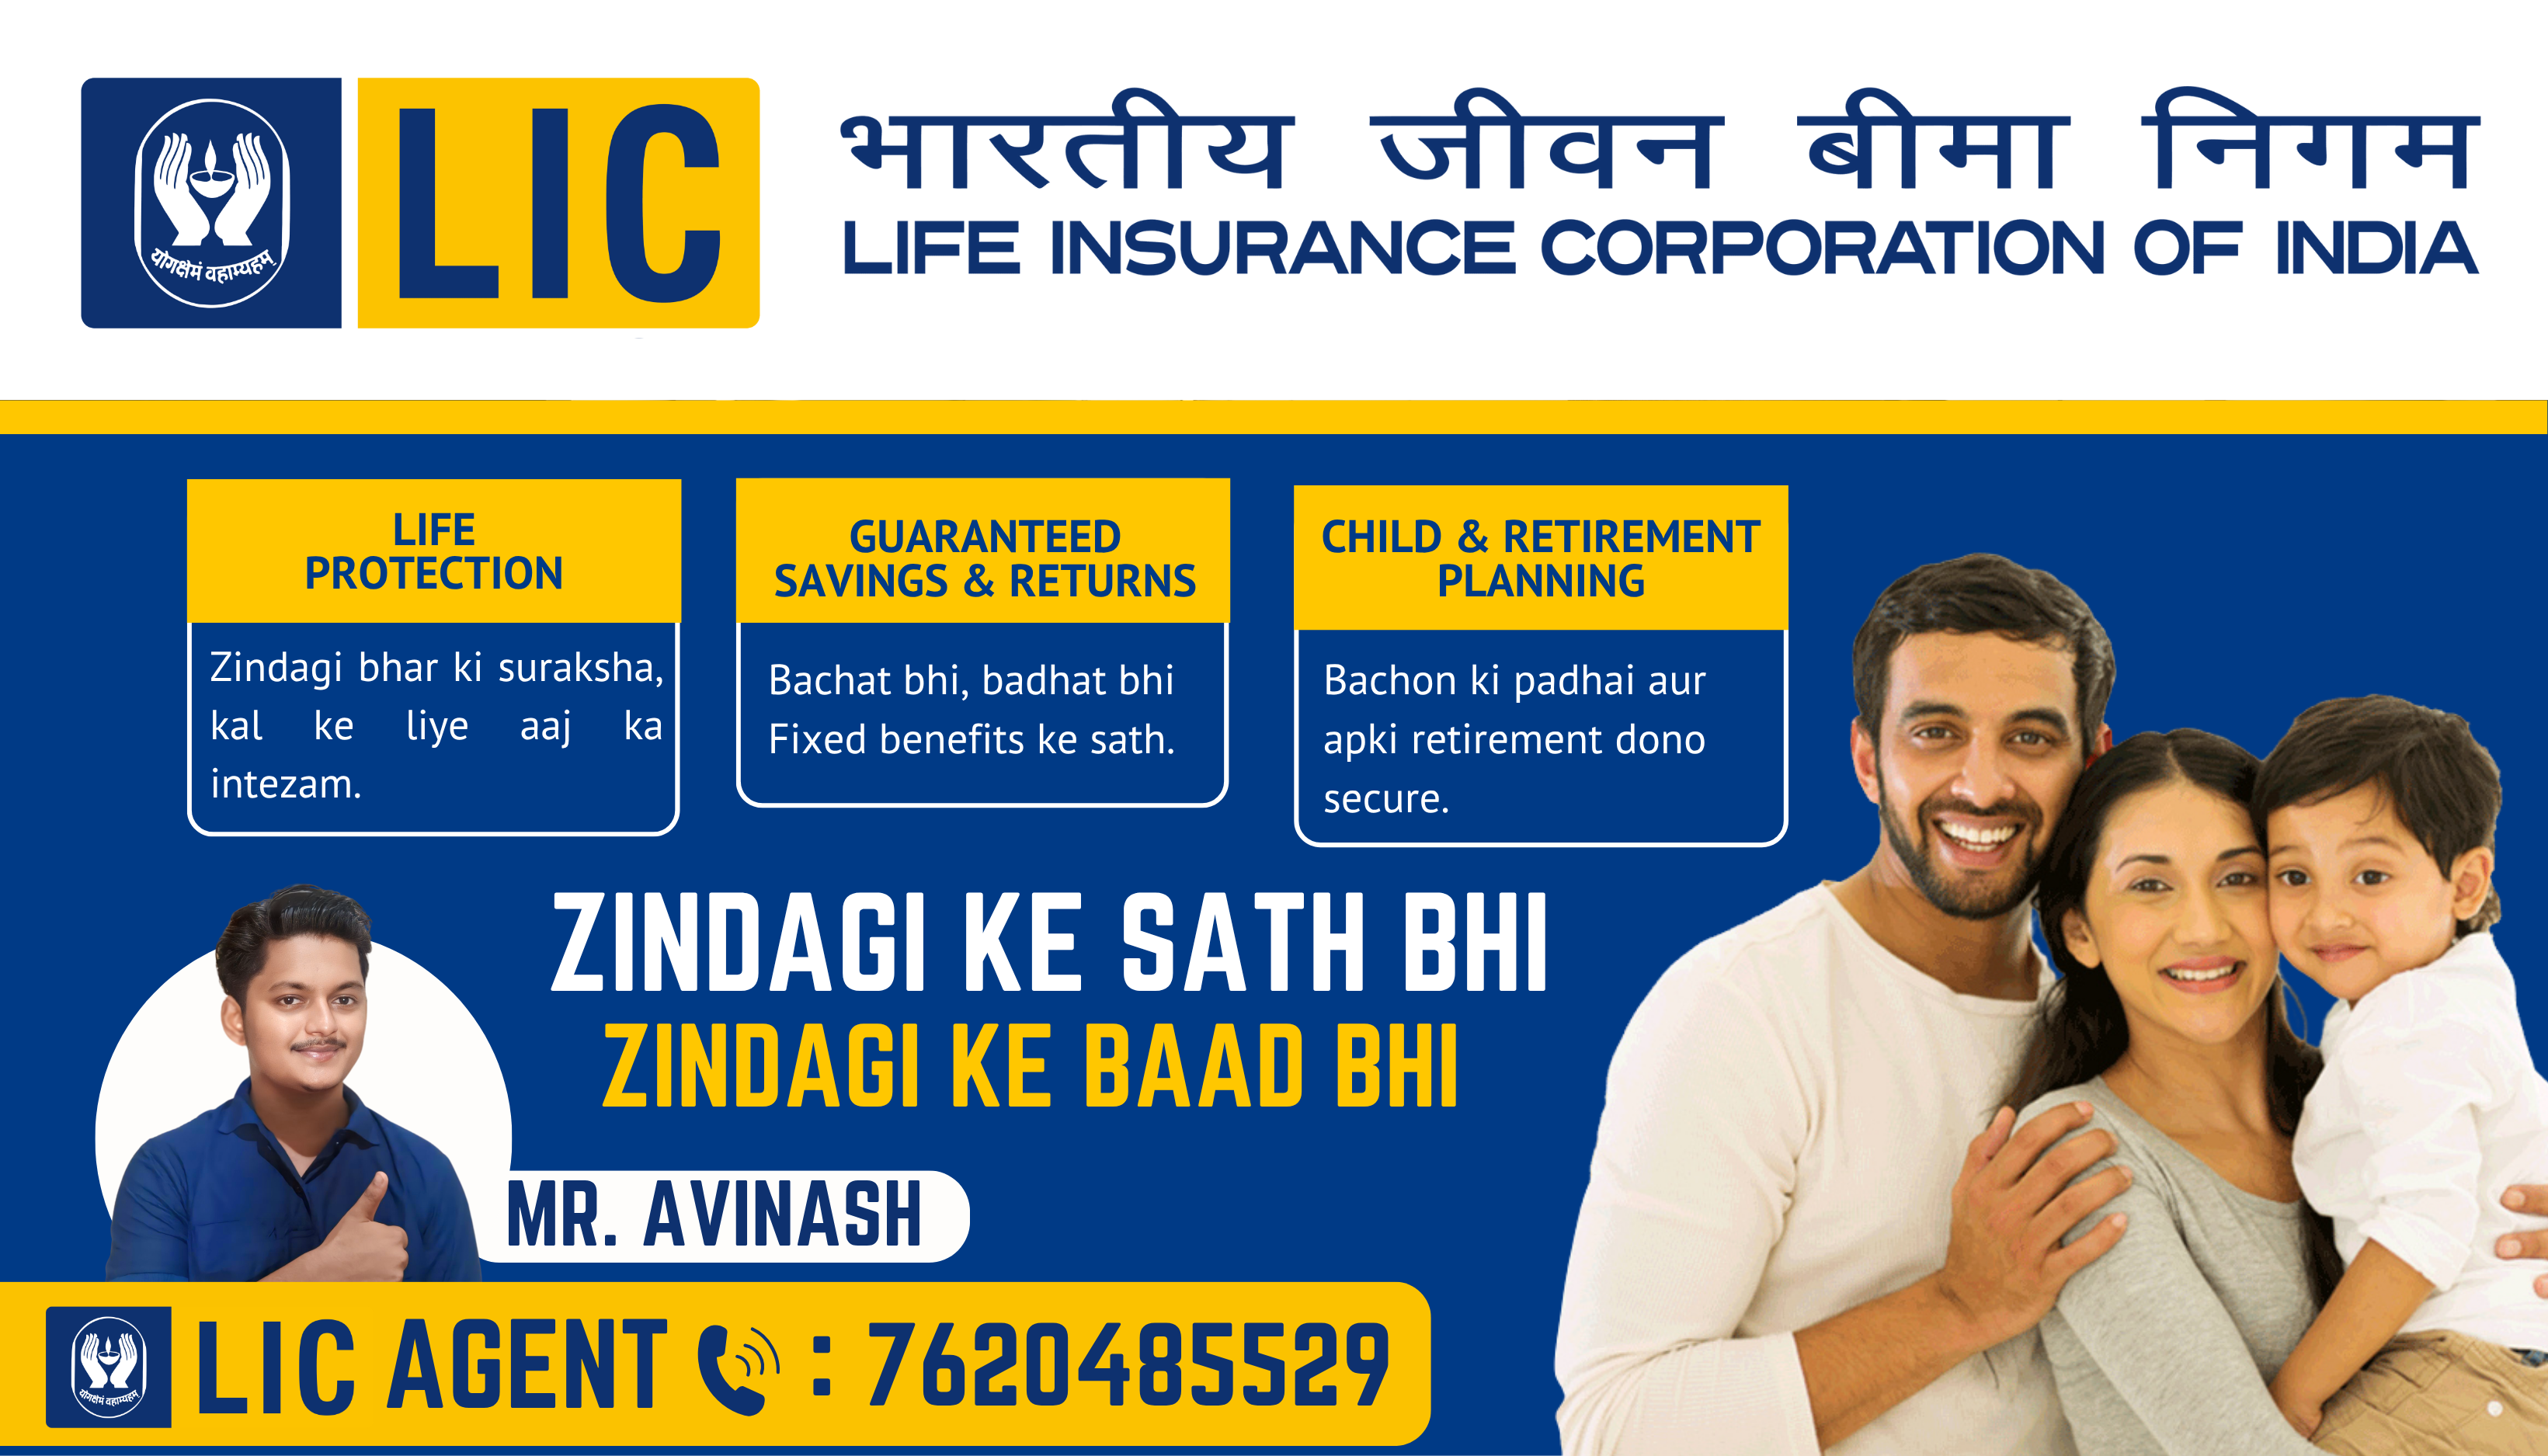 योगक्षेमं वहाम्यहम्
LIC
भारतीय जीवन बीमा निगम
LIFE INSURANCE CORPORATION OF INDIA
LIFE
PROTECTION
Zindagi bhar ki suraksha,
kal ke liye aaj ka
intezam.
GUARANTEED
SAVINGS & RETURNS
Bachat bhi, badhat bhi
Fixed benefits ke sath.
CHILD & RETIREMENT
PLANNING
Bachon ki padhai aur
apki retirement dono
secure.
ZINDAGI KE SATH BHI
ZINDAGI KE BAAD BHI
MR. AVINASH
योगक्षेमं वहाम्यहम्
LIC AGENT : 7620485529